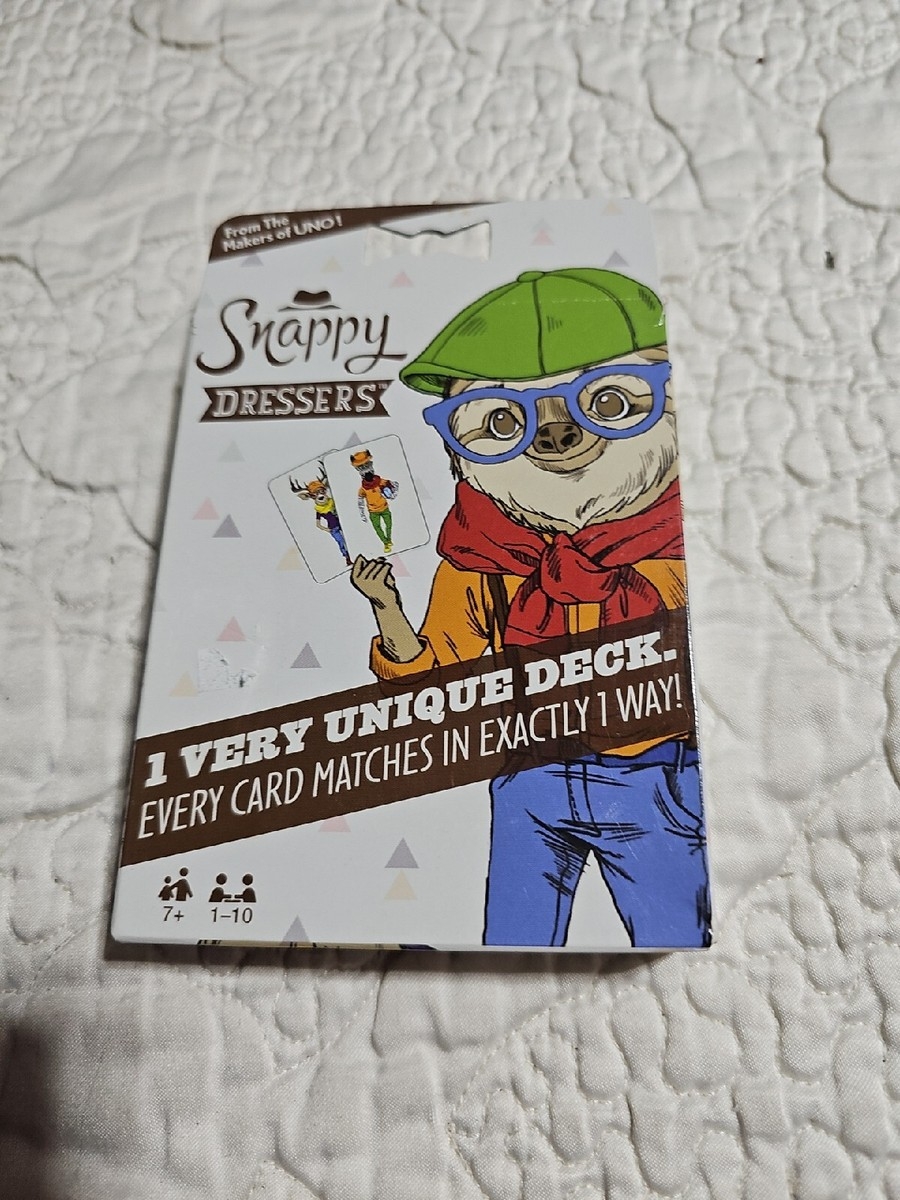 From The
Makers of UNO!
Snappy
DRESSERS™
1 VERY UNIQUE DECK.
EVERY CARD MATCHES IN EXACTLY 1 WAY!
7+
1-10